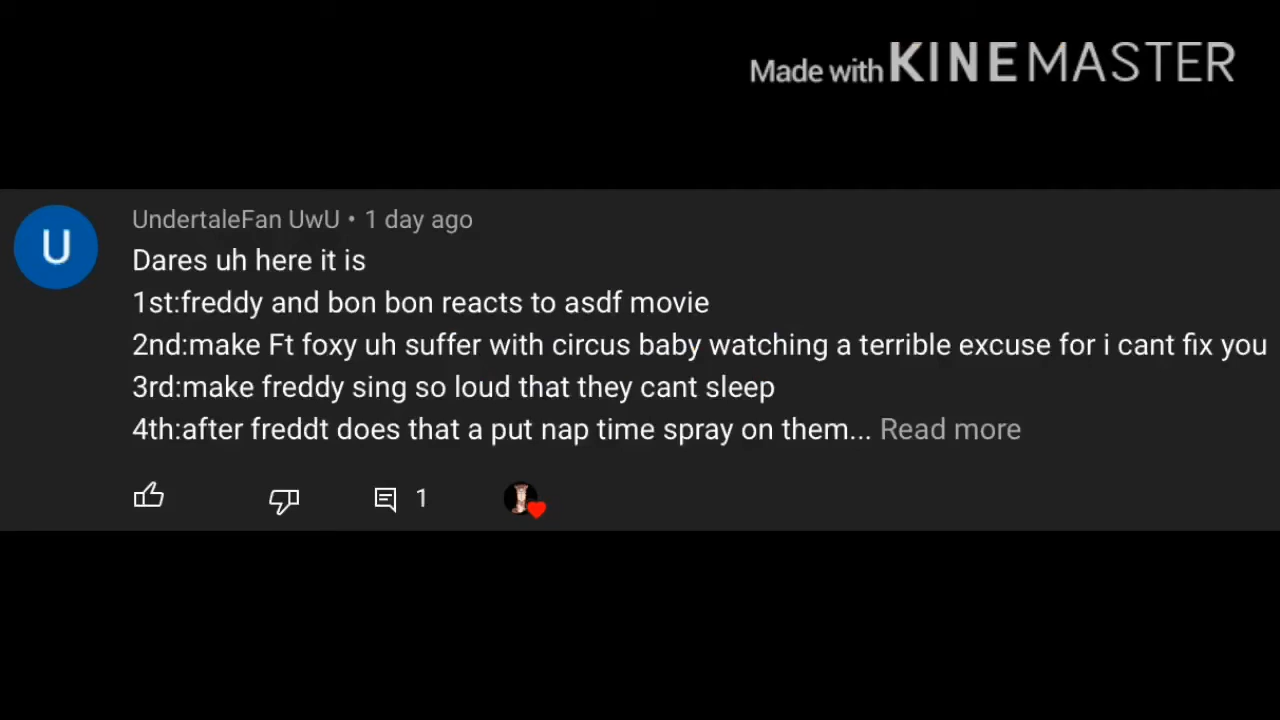 Made with KINEMASTER
UndertaleFan UwU • 1 day ago
Dares uh here it is
1st:freddy and bon bon reacts to asdf movie
2nd:make Ft foxy uh suffer with circus baby watching a terrible excuse for i cant fix you
3rd:make freddy sing so loud that they cant sleep
4th:after freddt does that a put nap time spray on them... Read more
1
U